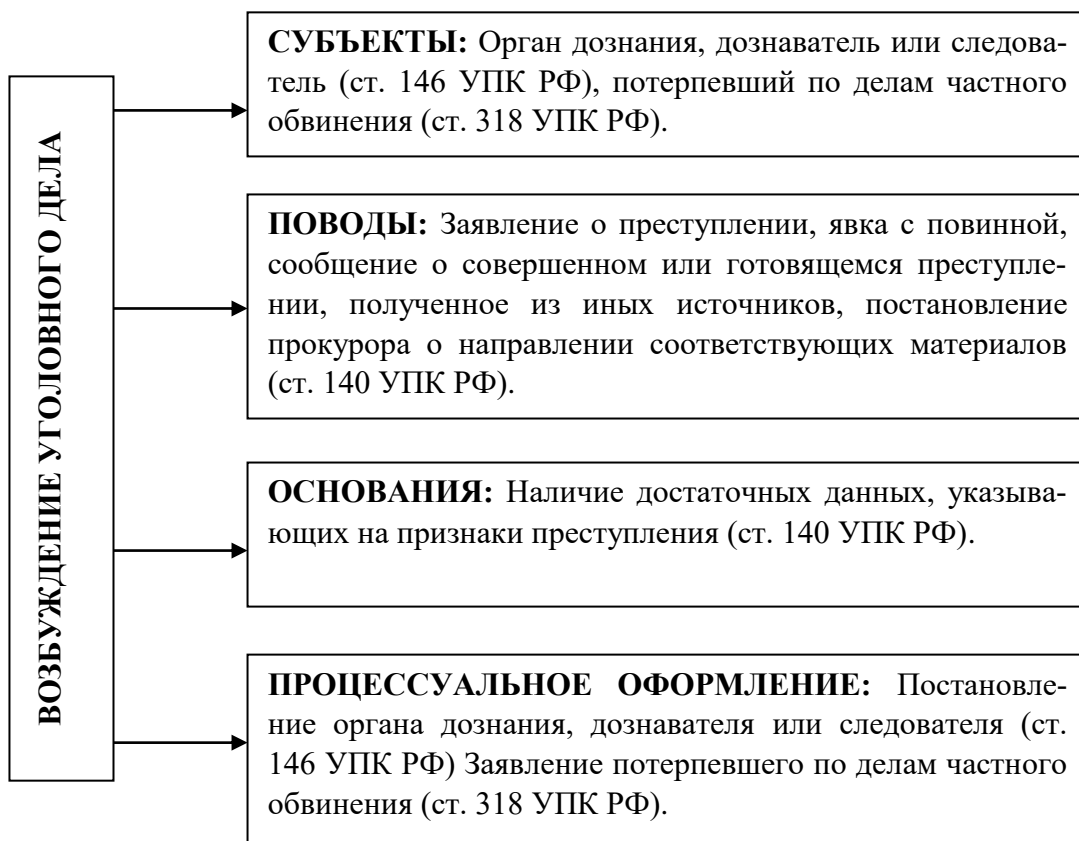 ВОЗБУЖДЕНИЕ УГОЛОВНОГО ДЕЛА
СУБЪЕКТЫ: Орган дознания, дознаватель или следова-
тель (ст. 146 УПК РФ), потерпевший по делам частного
обвинения (ст. 318 УПК РФ).
ПОВОДЫ: Заявление о преступлении, явка с повинной,
сообщение о совершенном или готовящемся преступле-
нии, полученное из иных источников, постановление
прокурора о направлении соответствующих материалов
(ст. 140 УПК РФ).
ОСНОВАНИЯ: Наличие достаточных данных, указыва-
ющих на признаки преступления (ст. 140 УПК РФ).
ПРОЦЕССУАЛЬНОЕ ОФОРМЛЕНИЕ: Постановле-
ние органа дознания, дознавателя или следователя (ст.
146 УПК РФ) Заявление потерпевшего по делам частного
обвинения (ст. 318 УПК РФ).